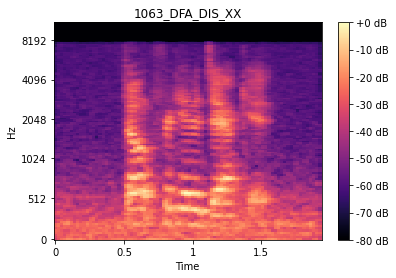 1063_DFA_DIS_XX
+0 dB
8192
-10 dB
4096
-20 dB
-30 dB
Hz
2048
-40 dB
1024
-50 dB
-60 dB
512
-70 dB
0
-80 dB
0
0.5
1
1.5
Time